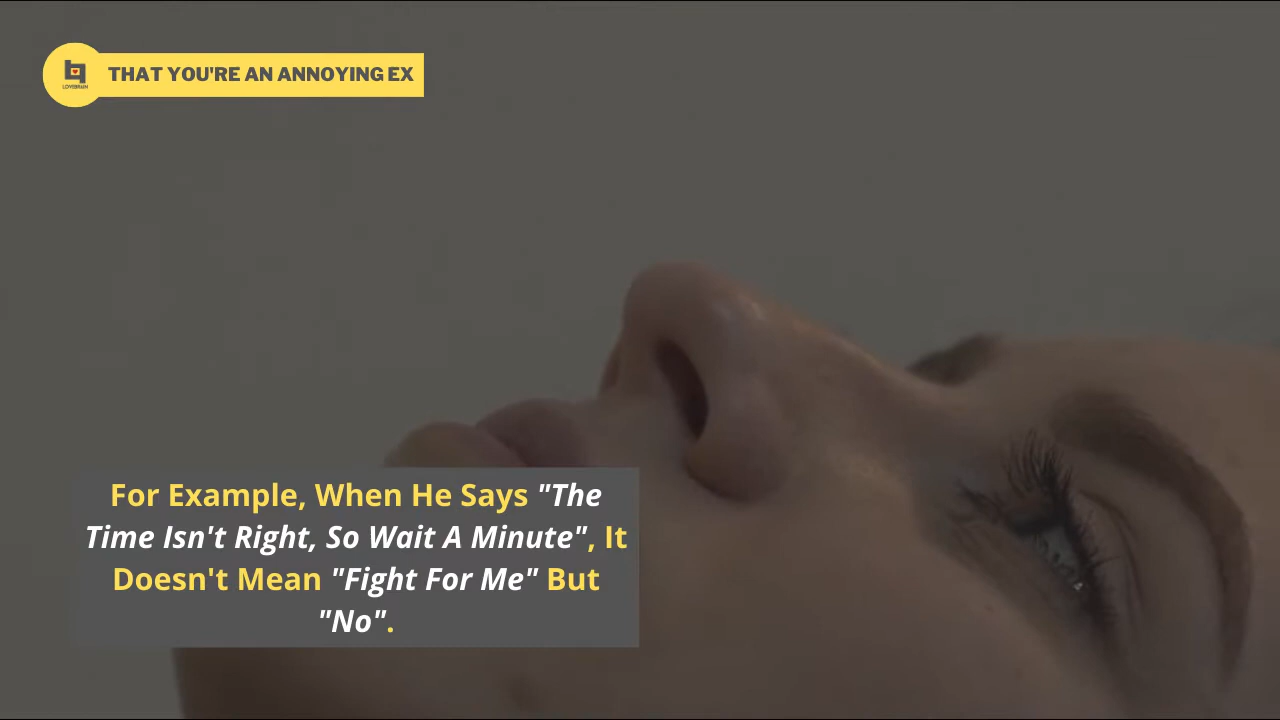 THAT YOU'RE AN ANNOYING EX
LOVEBRAIN
For Example, When He Says "The
Time Isn't Right, So Wait A Minute", It
Doesn't Mean "Fight For Me" But
"No".